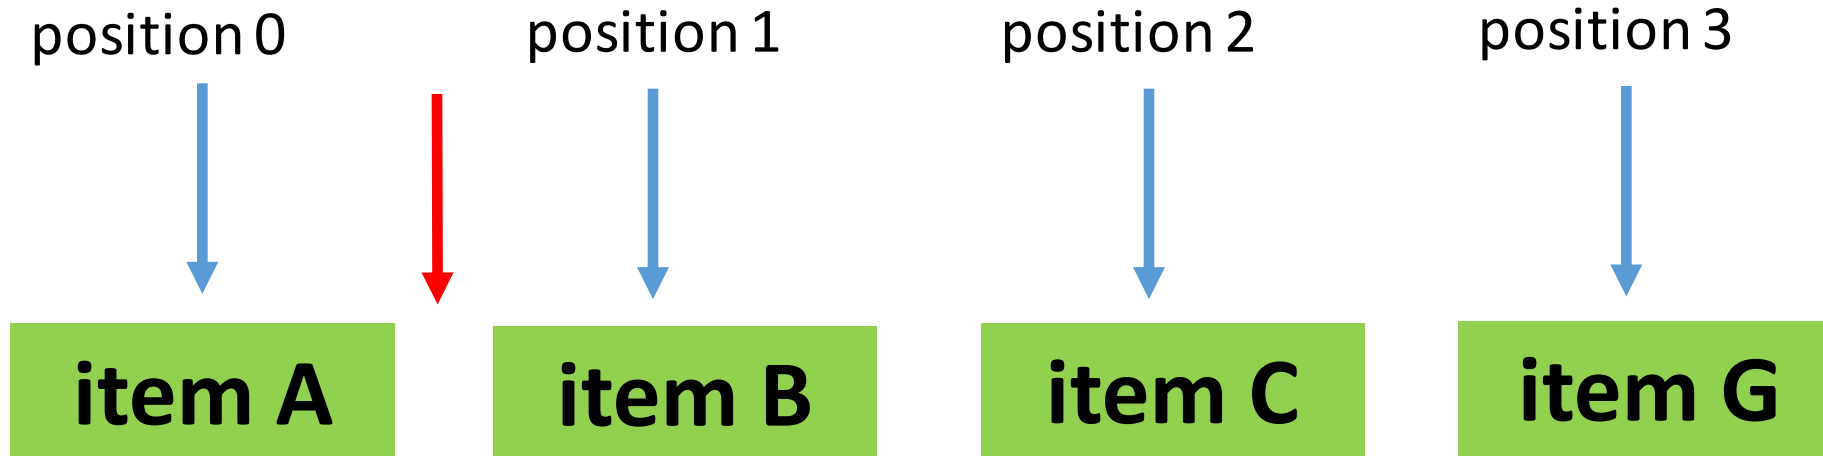 position 0 position 1 position 2 position 3
item A item B item C item G